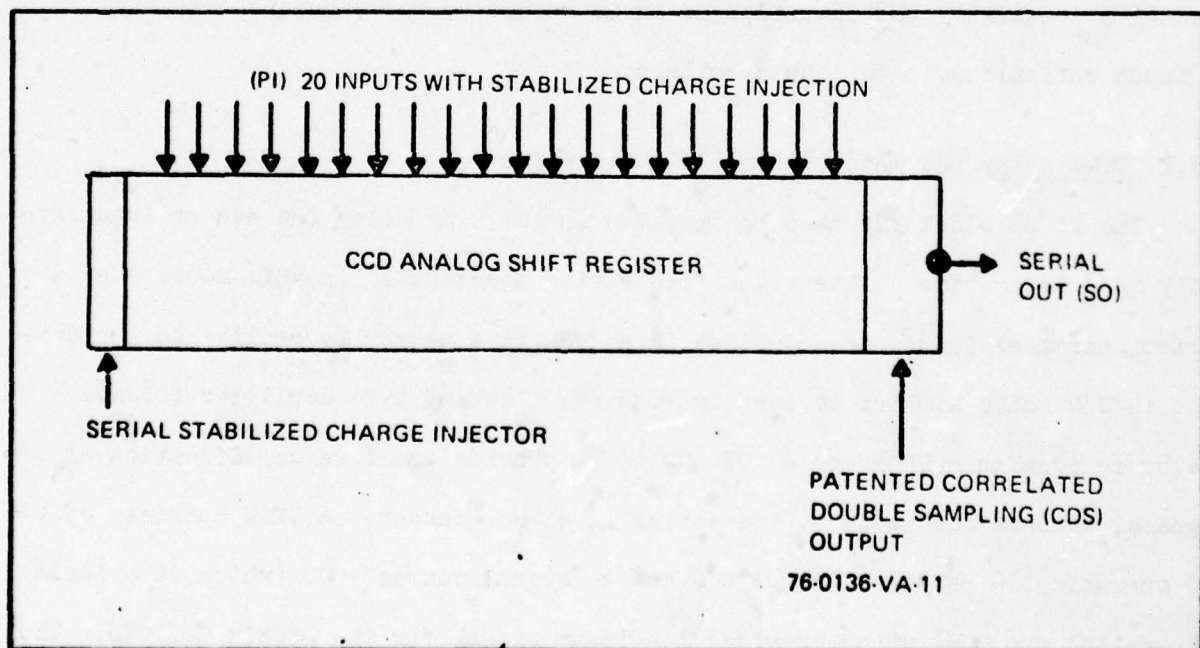 (PI) 20 INPUTS WITH STABILIZED CHARGE INJECTION
CCD ANALOG SHIFT REGISTER
SERIAL
OUT (SO)
SERIAL STABILIZED CHARGE INJECTOR
PATENTED CORRELATED
DOUBLE SAMPLING (CDS)
OUTPUT
76-0136-VA-11